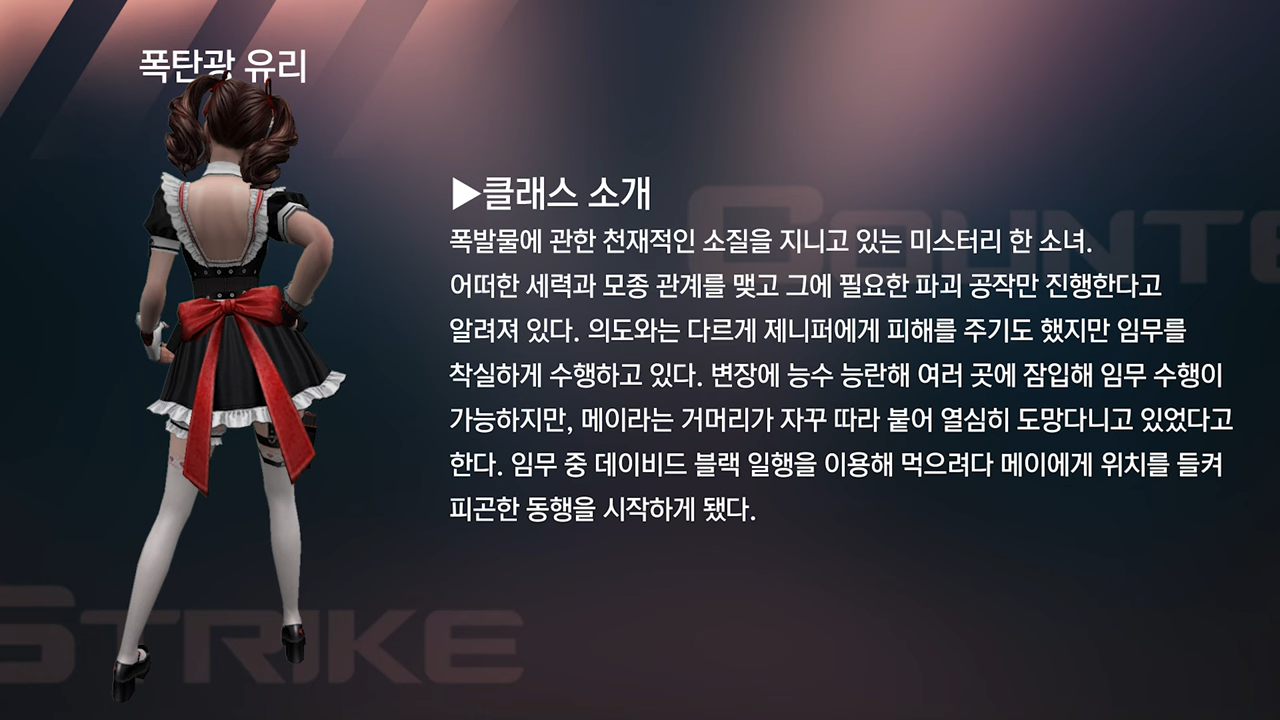 폭탄광 유리
▶클래스 소개
폭발물에 관한 천재적인 소질을 지니고 있는 미스터리 한 소녀.
어떠한 세력과 모종 관계를 맺고 그에 필요한 파괴 공작만 진행한다고
알려져 있다. 의도와는 다르게 제니퍼에게 피해를 주기도 했지만 임무를
착실하게 수행하고 있다. 변장에 능수 능란해 여러 곳에 잠입해 임무 수행이
가능하지만, 메이라는 거머리가 자꾸 따라 붙어 열심히 도망다니고 있었다고
한다. 임무 중 데이비드 블랙 일행을 이용해 먹으려다 메이에게 위치를 들켜
피곤한 동행을 시작하게 됐다.
COUNTE
STRIKE